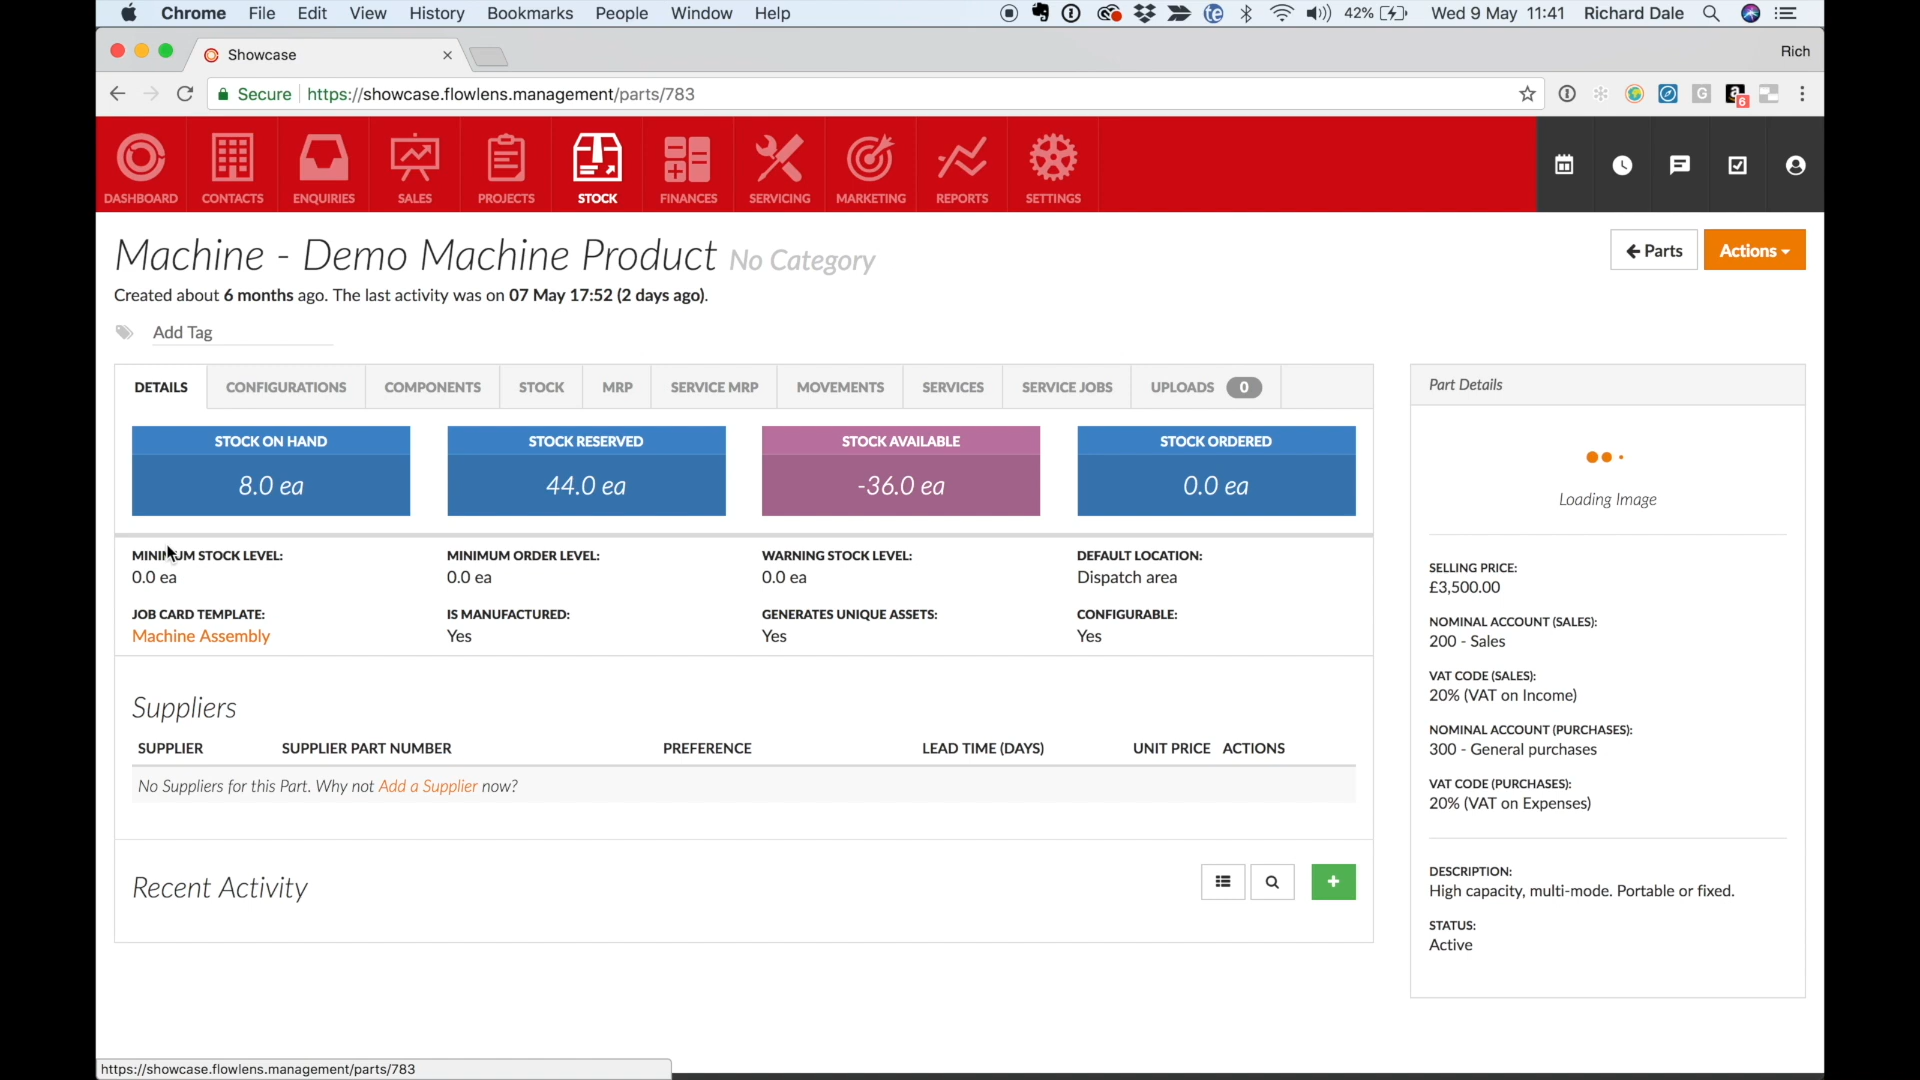 Chrome File Edit View History Bookmarks People Window Help 42% Wed 9 May 11:41 Richard Dale
Showcase Rich
Secure https://showcase.flowlens.management/parts/783 6
DASHBOARD CONTACTS ENQUIRIES SALES PROJECTS STOCK FINANCES SERVICING MARKETING REPORTS SETTINGS
Machine - Demo Machine Product No Category
Parts Actions
Created about 6 months ago. The last activity was on 07 May 17:52 (2 days ago).
Add Tag
DETAILS CONFIGURATIONS COMPONENTS STOCK MRP SERVICE MRP MOVEMENTS SERVICES SERVICE JOBS UPLOADS 0
STOCK ON HAND STOCK RESERVED STOCK AVAILABLE STOCK ORDERED
8.0 ea 44.0 ea -36.0 ea 0.0 ea
MINIMUM STOCK LEVEL: MINIMUM ORDER LEVEL: WARNING STOCK LEVEL: DEFAULT LOCATION:
0.0 ea 0.0 ea 0.0 ea Dispatch area
JOB CARD TEMPLATE: IS MANUFACTURED: GENERATES UNIQUE ASSETS: CONFIGURABLE:
Machine Assembly Yes Yes Yes
Suppliers
SUPPLIER SUPPLIER PART NUMBER PREFERENCE LEAD TIME (DAYS) UNIT PRICE ACTIONS
No Suppliers for this Part. Why not Add a Supplier now?
Recent Activity
Part Details
Loading Image
SELLING PRICE:
£3,500.00
NOMINAL ACCOUNT (SALES):
200 - Sales
VAT CODE (SALES):
20% (VAT on Income)
NOMINAL ACCOUNT (PURCHASES):
300 - General purchases
VAT CODE (PURCHASES):
20% (VAT on Expenses)
DESCRIPTION:
High capacity, multi-mode. Portable or fixed.
STATUS:
Active
https://showcase.flowlens.management/parts/783